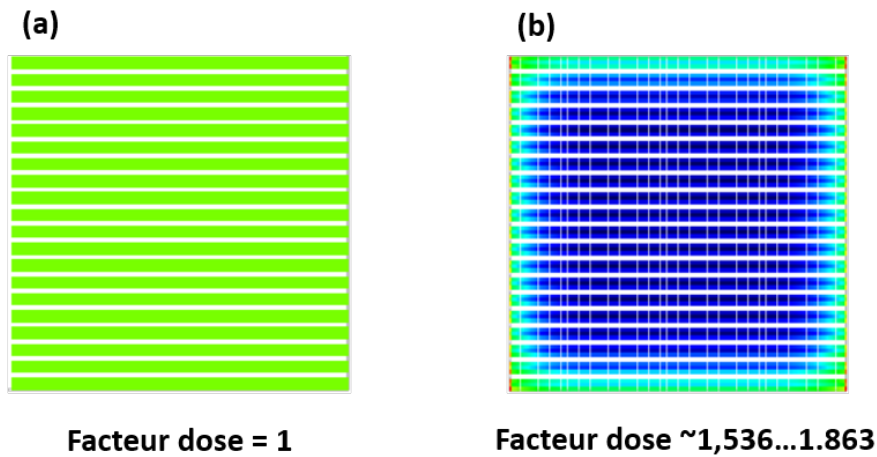 (a)
(b)
Facteur dose = 1
Facteur dose ~1,536...1.863